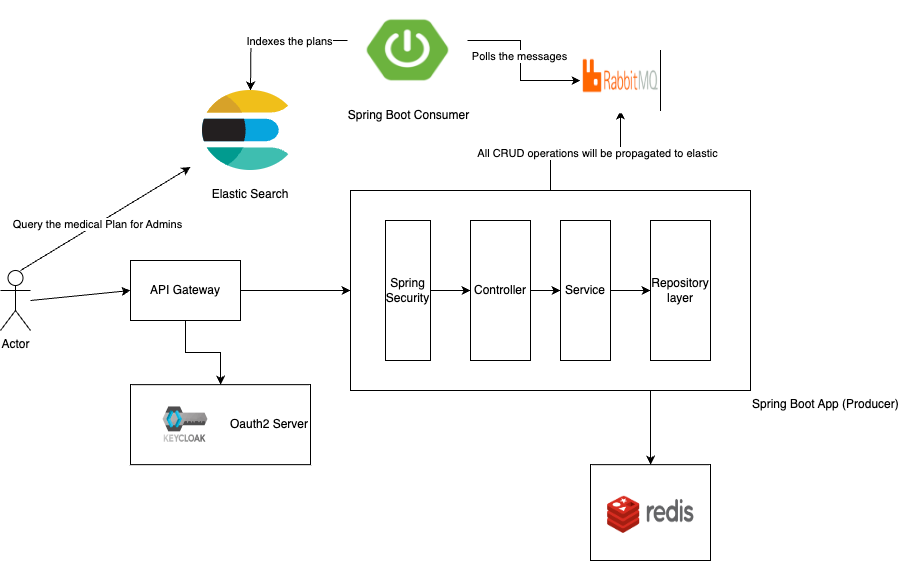 Indexes the plans
Polls the messages
RabbitMQ
Spring Boot Consumer
All CRUD operations will be propagated to elastic
Elastic Search
Query the medical Plan for Admins
Spring
Security
Controller
Service
Repository
layer
API Gateway
Actor
Spring Boot App (Producer)
KEYCLOAK
Oauth2 Server
redis